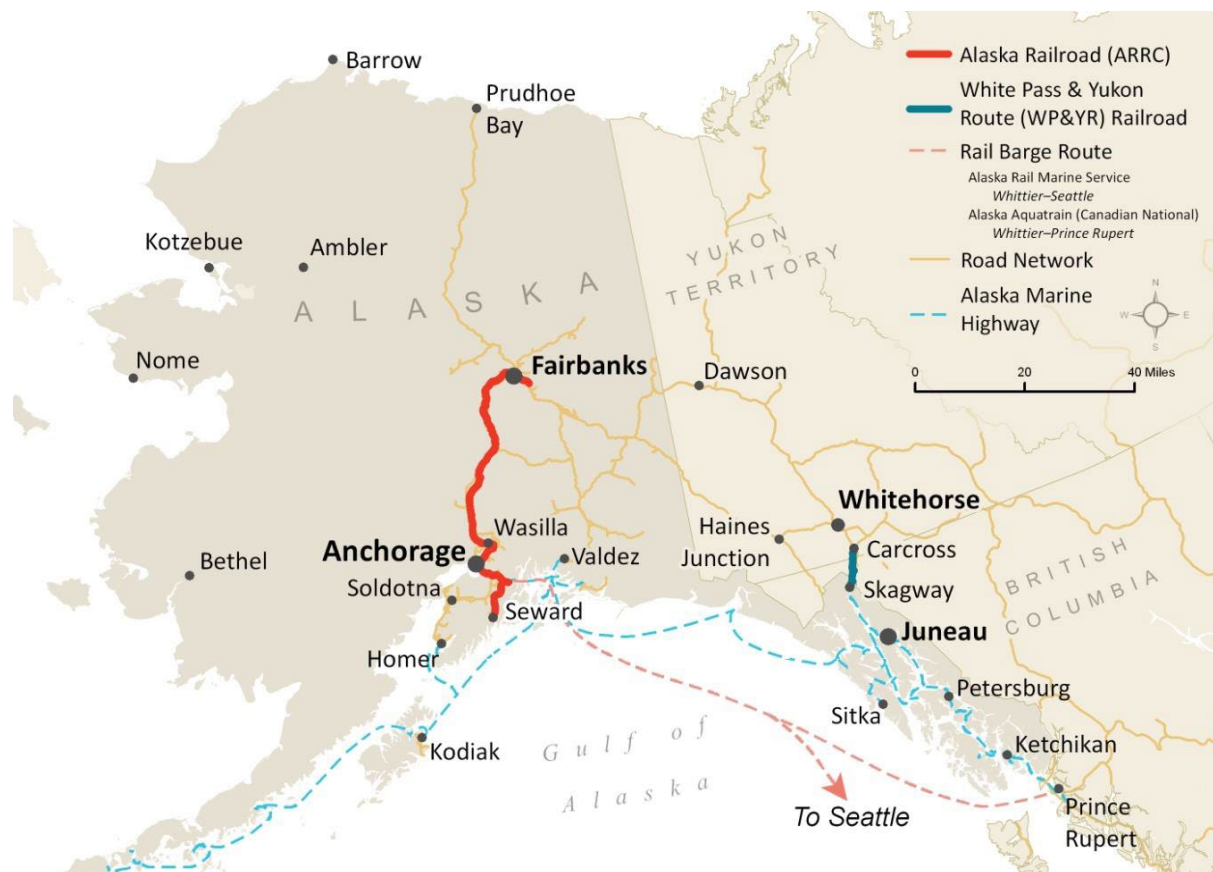 Barrow
Prudhoe
Bay
Kotzebue
Ambler
A L A S K A
Nome
Fairbanks
YUKON
TERRITORY
Dawson
Alaska Railroad (ARRC)
White Pass & Yukon
Route (WP&YR) Railroad
Rail Barge Route
Alaska Rail Marine Service
Whittier–Seattle
Alaska Aquatrain (Canadian National)
Whittier–Prince Rupert
Road Network
Alaska Marine
Highway
N
W E
S
0 20 40 Miles
Wasilla
Anchorage
Valdez
Bethel
Soldotna
Seward
Homer
Kodiak
Whitehorse
Haines
Junction
Carcross
Skagway
BRITISH
COLUMBIA
Juneau
Sitka
Petersburg
Ketchikan
Gulf of
Alaska
To Seattle
Prince
Rupert